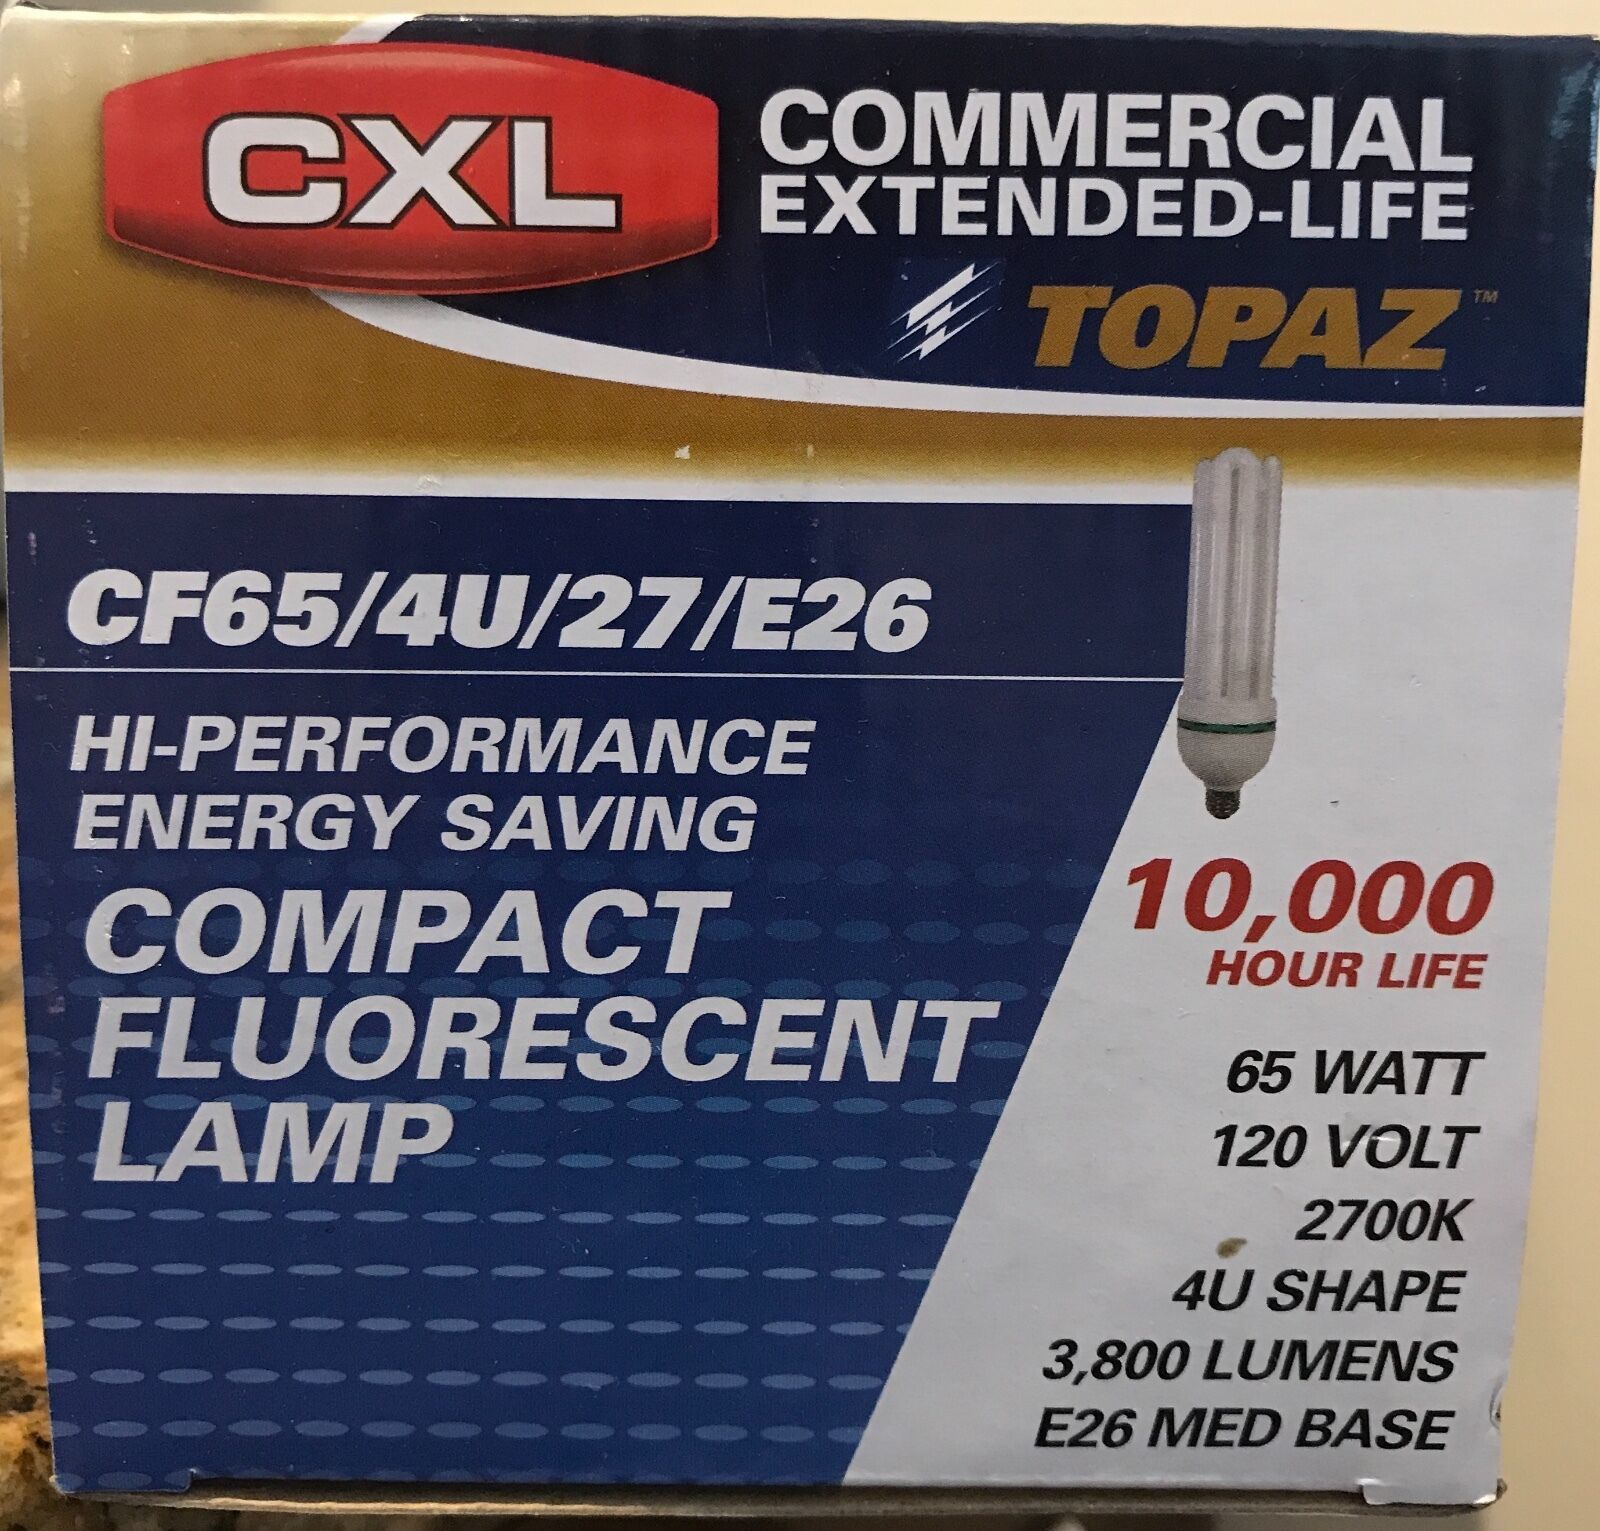 CXL
COMMERCIAL
EXTENDED-LIFE
TOPAZ™
CF65/4U/27/E26
HI-PERFORMANCE
ENERGY SAVING
COMPACT
FLUORESCENT
LAMP
10,000
HOUR LIFE
65 WATT
120 VOLT
2700K
4U SHAPE
3,800 LUMENS
E26 MED BASE